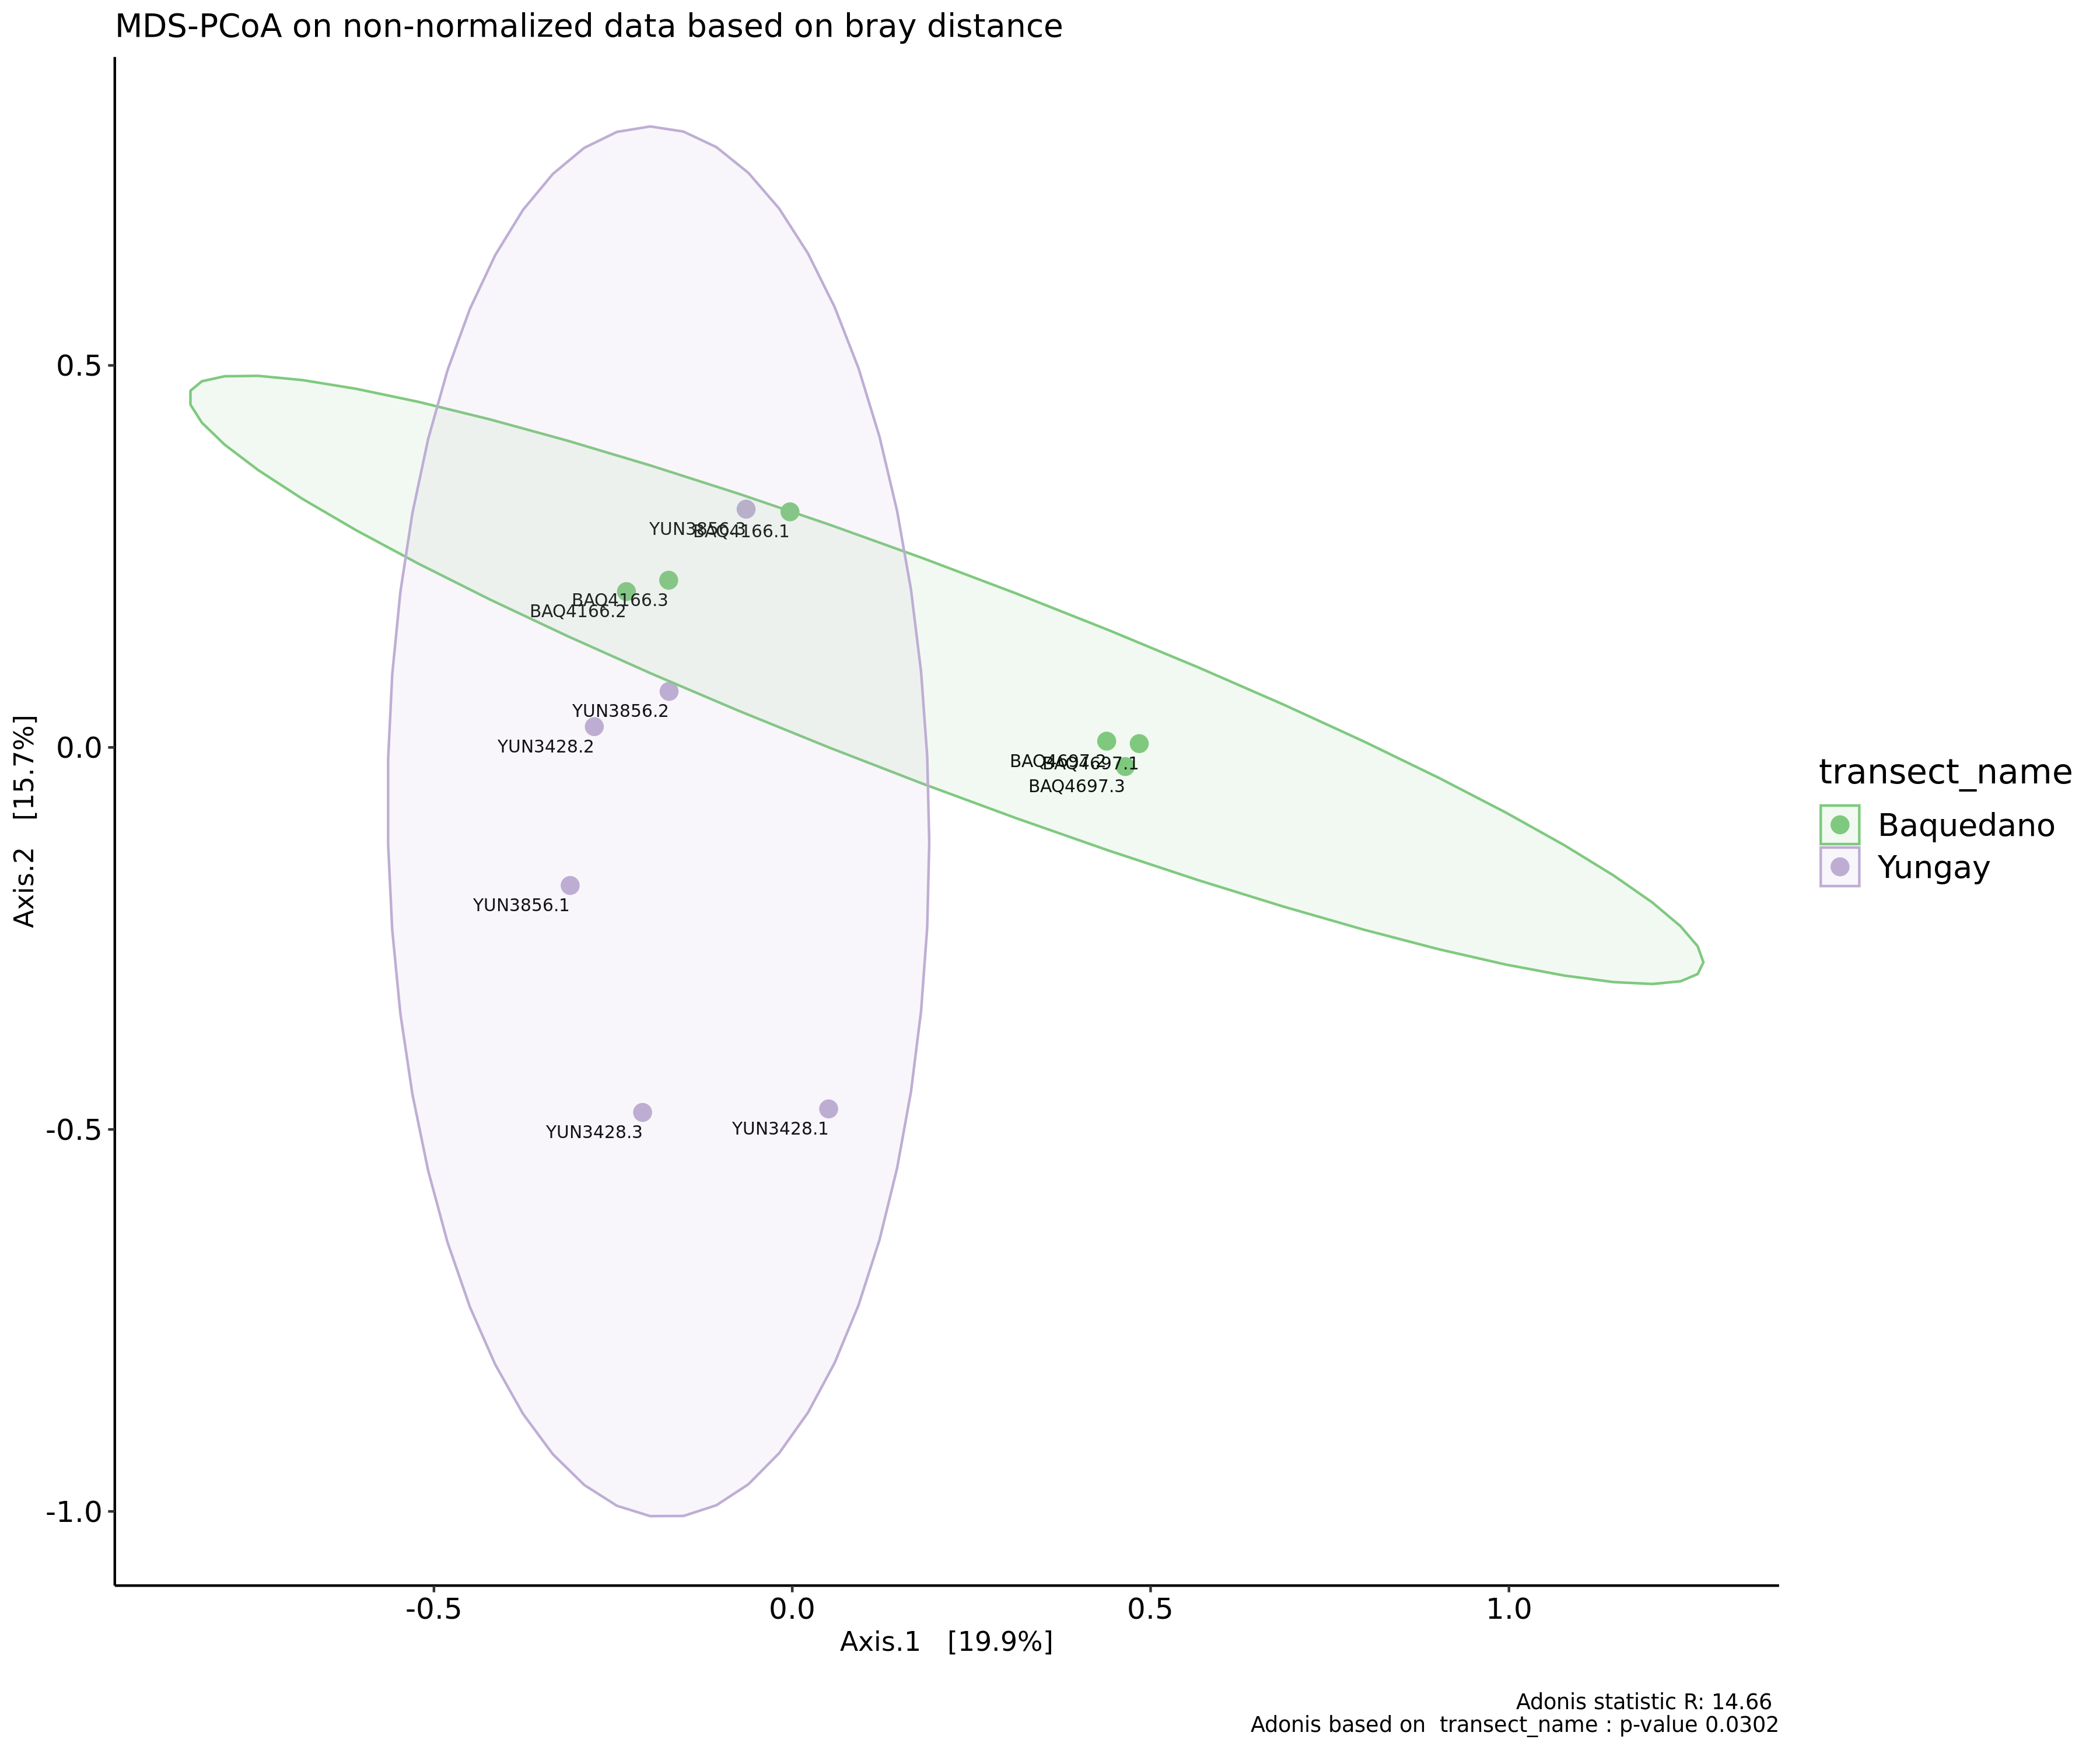 MDS-PCoA on non-normalized data based on bray distance
0.5
0.0
-0.5
-1.0
Axis.2 [15.7%]
YUN3856.3
BAQ4166.1
BAQ4166.3
BAQ4166.2
YUN3856.2
YUN3428.2
BAQ4697.2
BAQ4697.1
BAQ4697.3
YUN3856.1
YUN3428.3
YUN3428.1
transect_name
Baquedano
Yungay
-0.5
0.0
0.5
1.0
Axis.1 [19.9%]
Adonis statistic R: 14.66
Adonis based on transect_name : p-value 0.0302